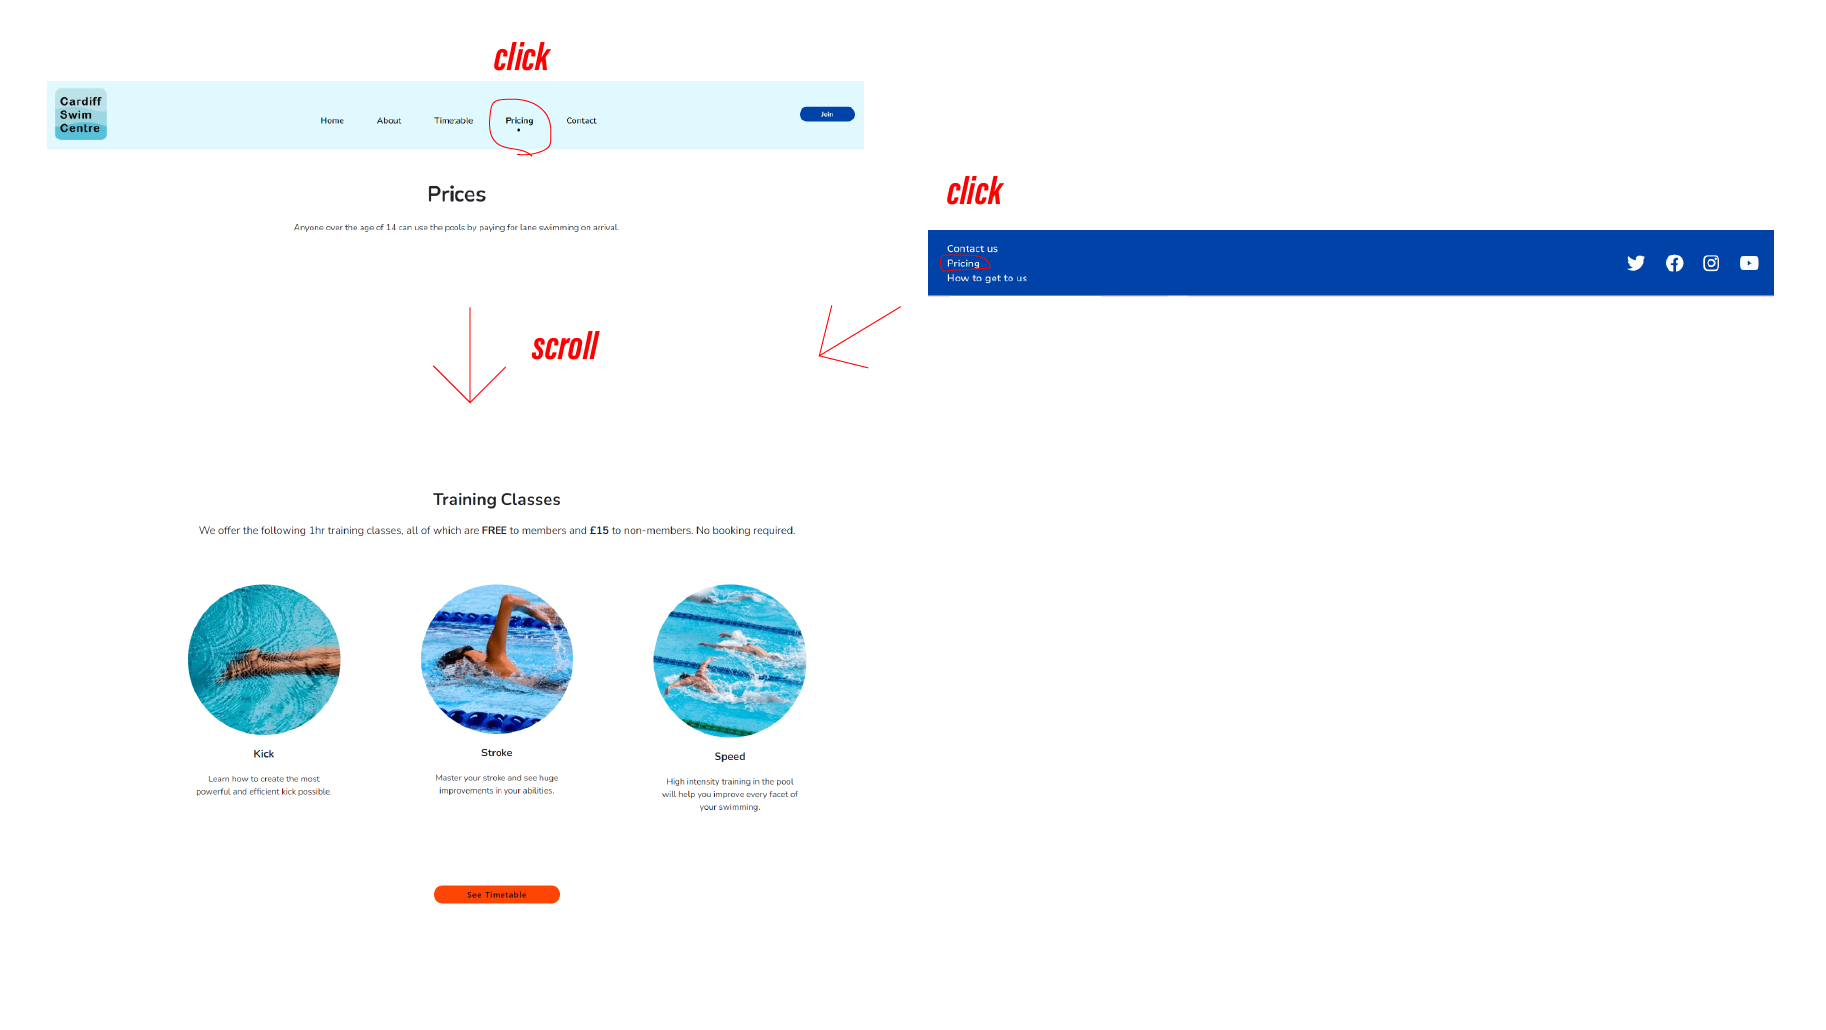 click
Cardiff
Swim
Centre
Home About Timetable Pricing Contact
Join
Prices
Anyone over the age of 14 can use the pools by paying for lane swimming on arrival.
click
Contact us
Pricing
How to get to us
scroll
Training Classes
We offer the following 1hr training classes, all of which are FREE to members and £15 to non-members. No booking required.
Kick
Learn how to create the most
powerful and efficient kick possible.
Stroke
Master your stroke and see huge
improvements in your abilities.
Speed
High intensity training in the pool
will help you improve every facet of
your swimming.
See Timetable